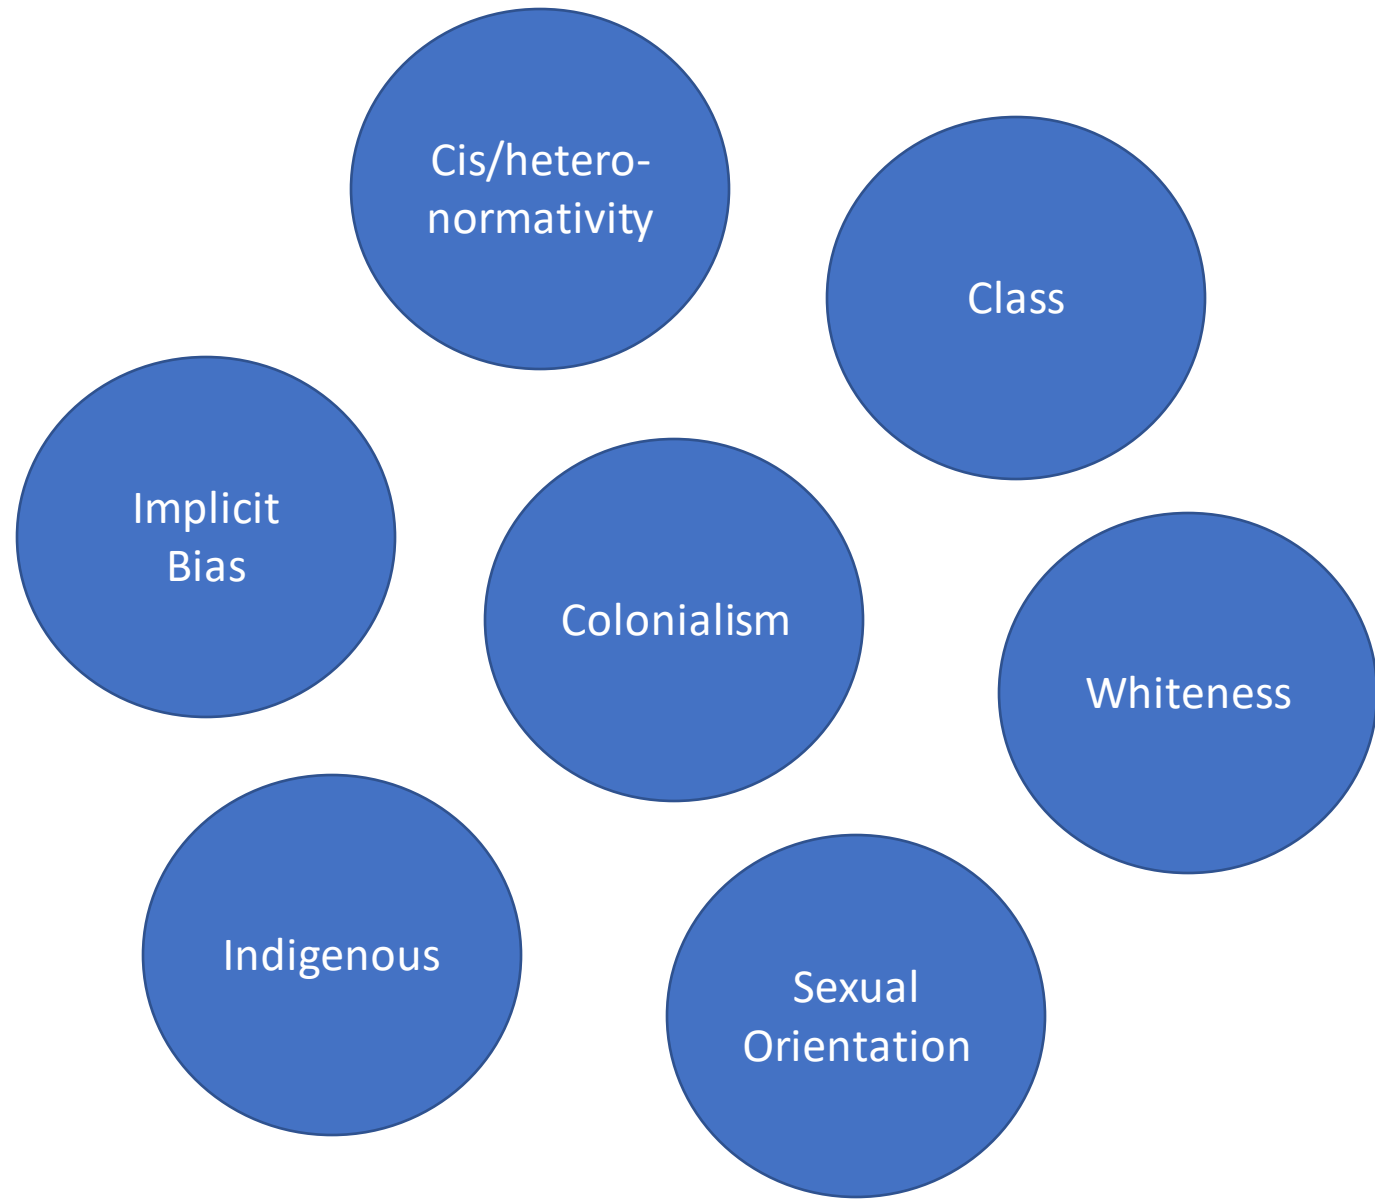 Cis/hetero-
normativity
Class
Implicit
Bias
Colonialism
Whiteness
Indigenous
Sexual
Orientation